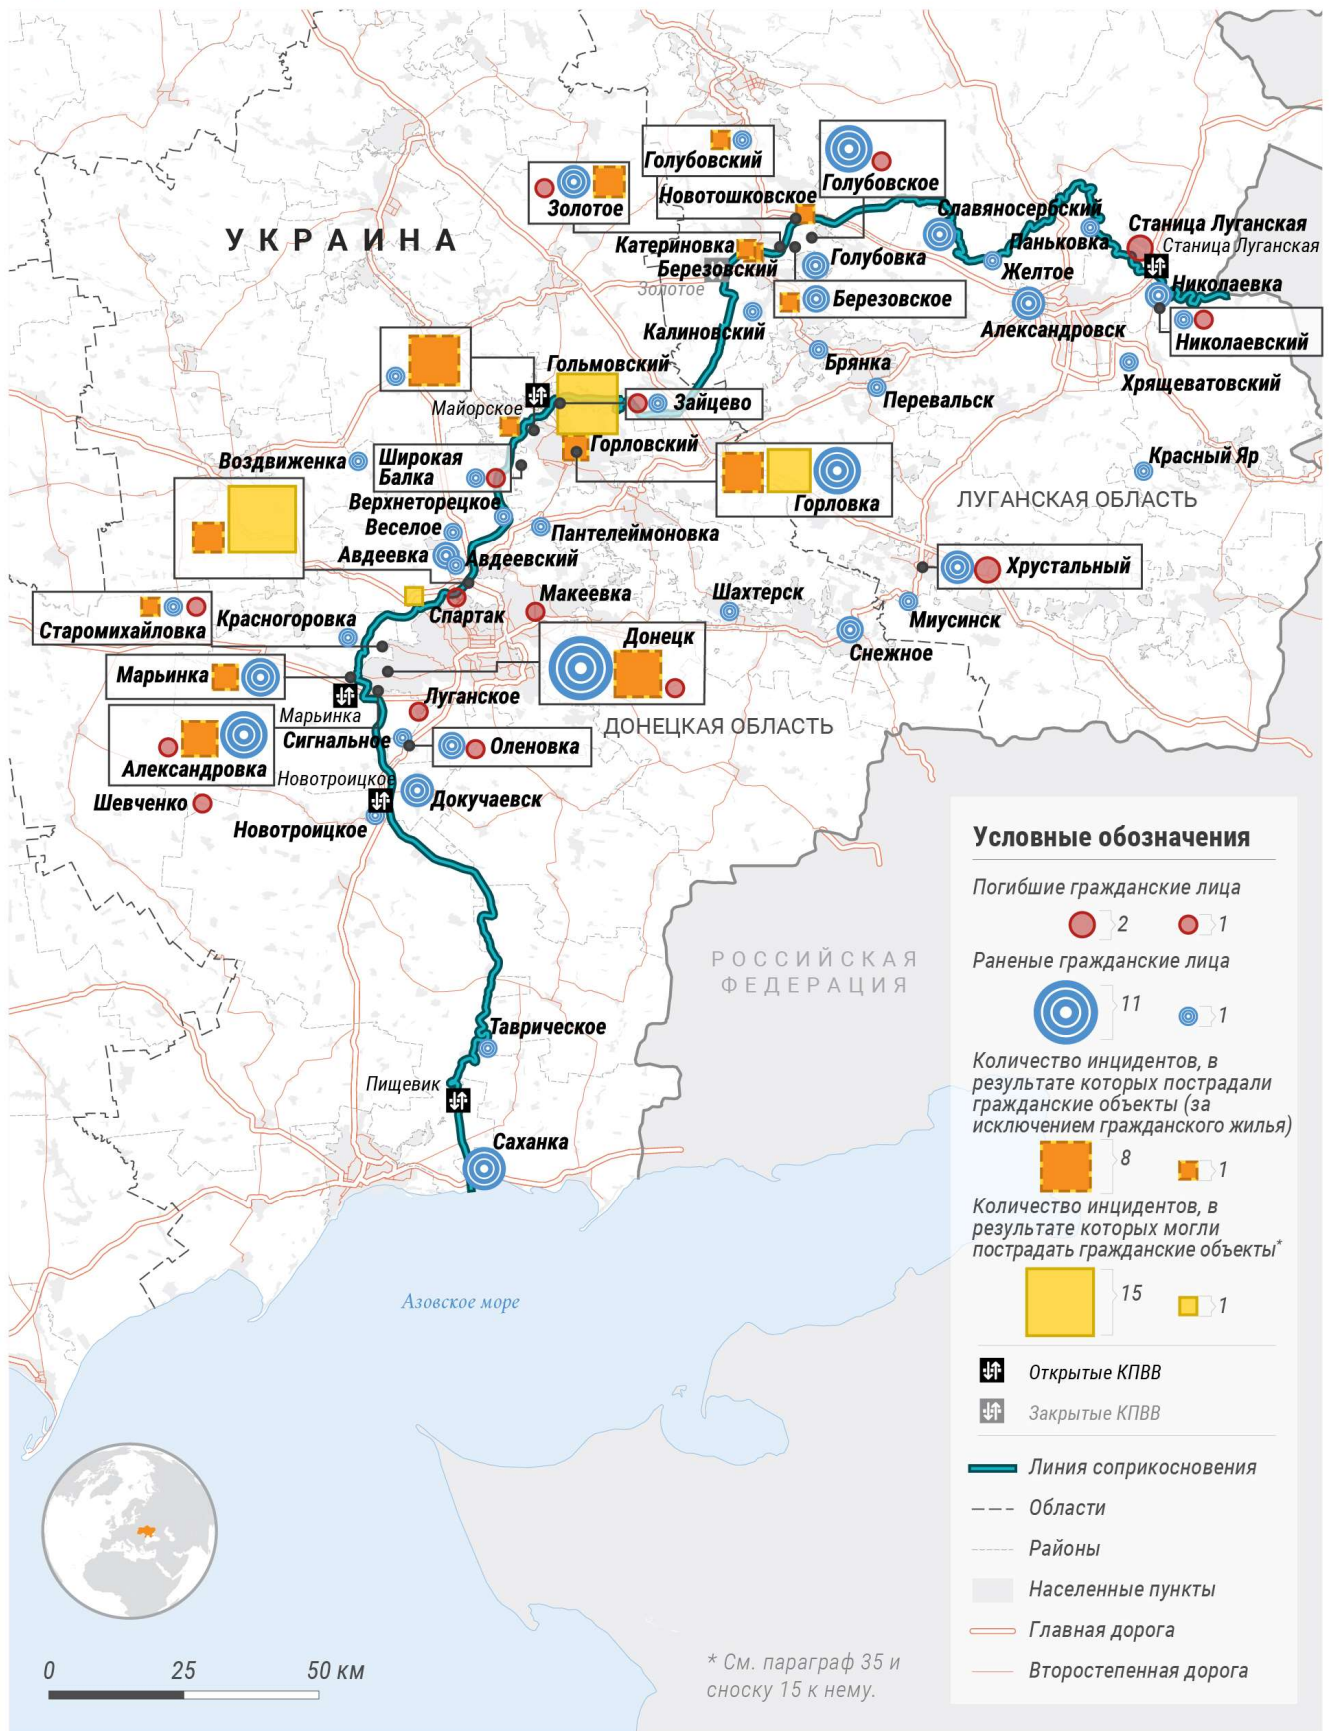 Голубовский
Голубовское
Золотое
Новотошковское
УКРАИНА
Славяносербский
Станица Луганская
Станица Луганская
Паньковка
Катериновка
Голубовка
Березовский
Золотое
Желтое
Николаевка
Березовское
Калиновский
Александровск
Николаевский
Брянка
Хрящеватовский
Гольмовский
Перевальск
Майорское
Зайцево
Горловский
Воздвиженка
Широкая
Балка
Красный Яр
Горловка
ЛУГАНСКАЯ ОБЛАСТЬ
Верхнеторецкое
Веселое
Пантелеймоновка
Авдеевка
Авдеевский
Хрустальный
Макеевка
Шахтерск
Спартак
Миусинск
Старомихайловка
Красногоровка
Донецк
Снежное
Марьинка
Луганское
Марьинка
ДОНЕЦКАЯ ОБЛАСТЬ
Сигнальное
Оленовка
Александровка
Новотроицкое
Шевченко
Докучаевск
Новотроицкое
РОССИЙСКАЯ
ФЕДЕРАЦИЯ
Таврическое
Пищевик
Саханка
Азовское море
Условные обозначения
Погибшие гражданские лица
2 1
Раненые гражданские лица
11 1
Количество инцидентов, в
результате которых пострадали
гражданские объекты (за
исключением гражданского жилья)
8 1
Количество инцидентов, в
результате которых могли
пострадать гражданские объекты*
15 1
Открытые КПВВ
Закрытые КПВВ
Линия соприкосновения
Области
Районы
Населенные пункты
Главная дорога
Второстепенная дорога
0 25 50 км
* См. параграф 35 и
сноску 15 к нему.